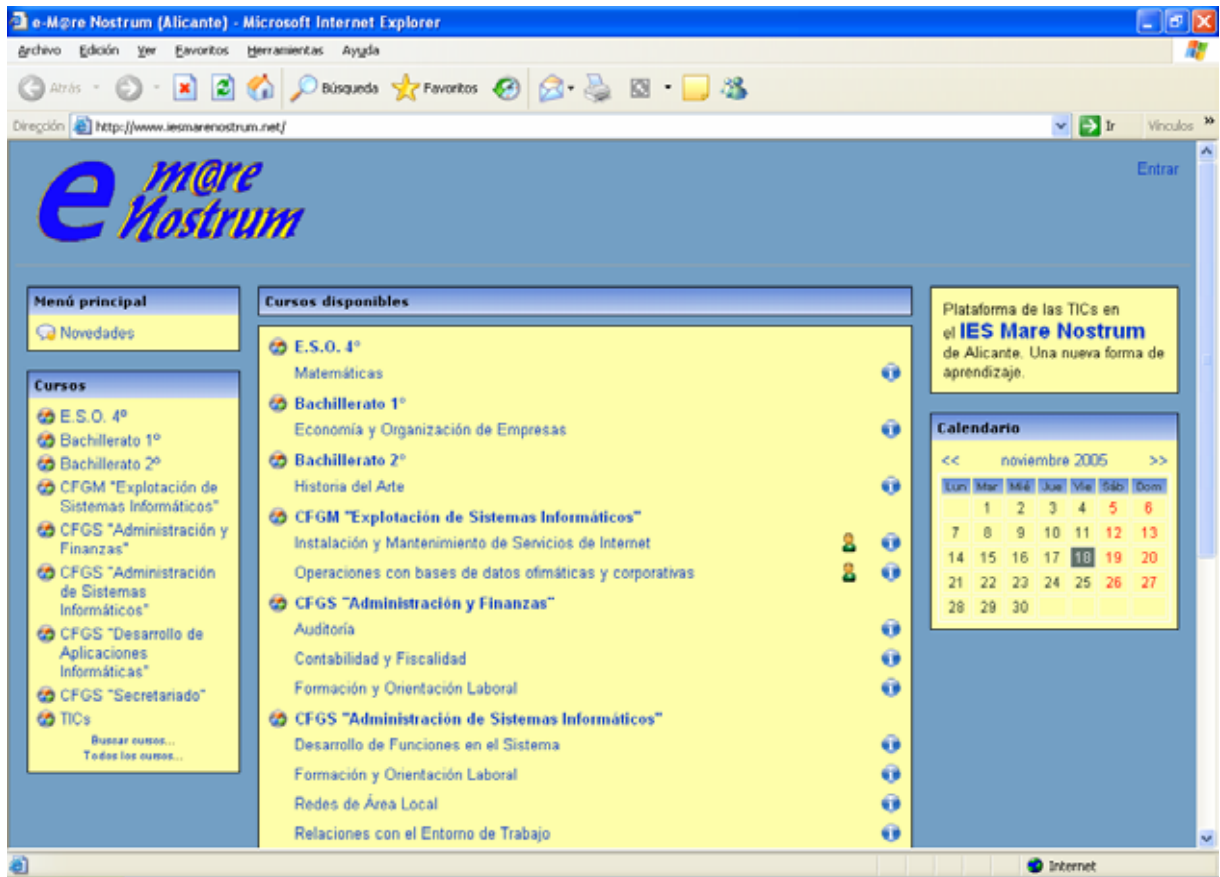 e-M@re Nostrum (Alicante) - Microsoft Internet Explorer
Archivo Edición Ver Favoritos Herramientas Ayuda
Atrás Búsqueda Favoritos
Dirección http://www.iesmarenostrum.net/ Ir Vínculos »
e m@re Nostrum
Entrar
Menú principal
Novedades
Cursos
E.S.O. 4º
Bachillerato 1º
Bachillerato 2º
CFGM "Explotación de
Sistemas Informáticos"
CFGS "Administración y
Finanzas"
CFGS "Administración
de Sistemas
Informáticos"
CFGS "Desarrollo de
Aplicaciones
Informáticas"
CFGS "Secretariado"
TICs
Buscar cursos...
Todos los cursos...
Cursos disponibles
E.S.O. 4º
Matemáticas
Bachillerato 1º
Economía y Organización de Empresas
Bachillerato 2º
Historia del Arte
CFGM "Explotación de Sistemas Informáticos"
Instalación y Mantenimiento de Servicios de Internet
Operaciones con bases de datos ofimáticas y corporativas
CFGS "Administración y Finanzas"
Auditoría
Contabilidad y Fiscalidad
Formación y Orientación Laboral
CFGS "Administración de Sistemas Informáticos"
Desarrollo de Funciones en el Sistema
Formación y Orientación Laboral
Redes de Área Local
Relaciones con el Entorno de Trabajo
Plataforma de las TICs en
el IES Mare Nostrum
de Alicante. Una nueva forma de
aprendizaje.
Calendario
<< noviembre 2005 >>
Lun Mar Mié Jue Vie Sáb Dom
1 2 3 4 5 6
7 8 9 10 11 12 13
14 15 16 17 18 19 20
21 22 23 24 25 26 27
28 29 30
Internet